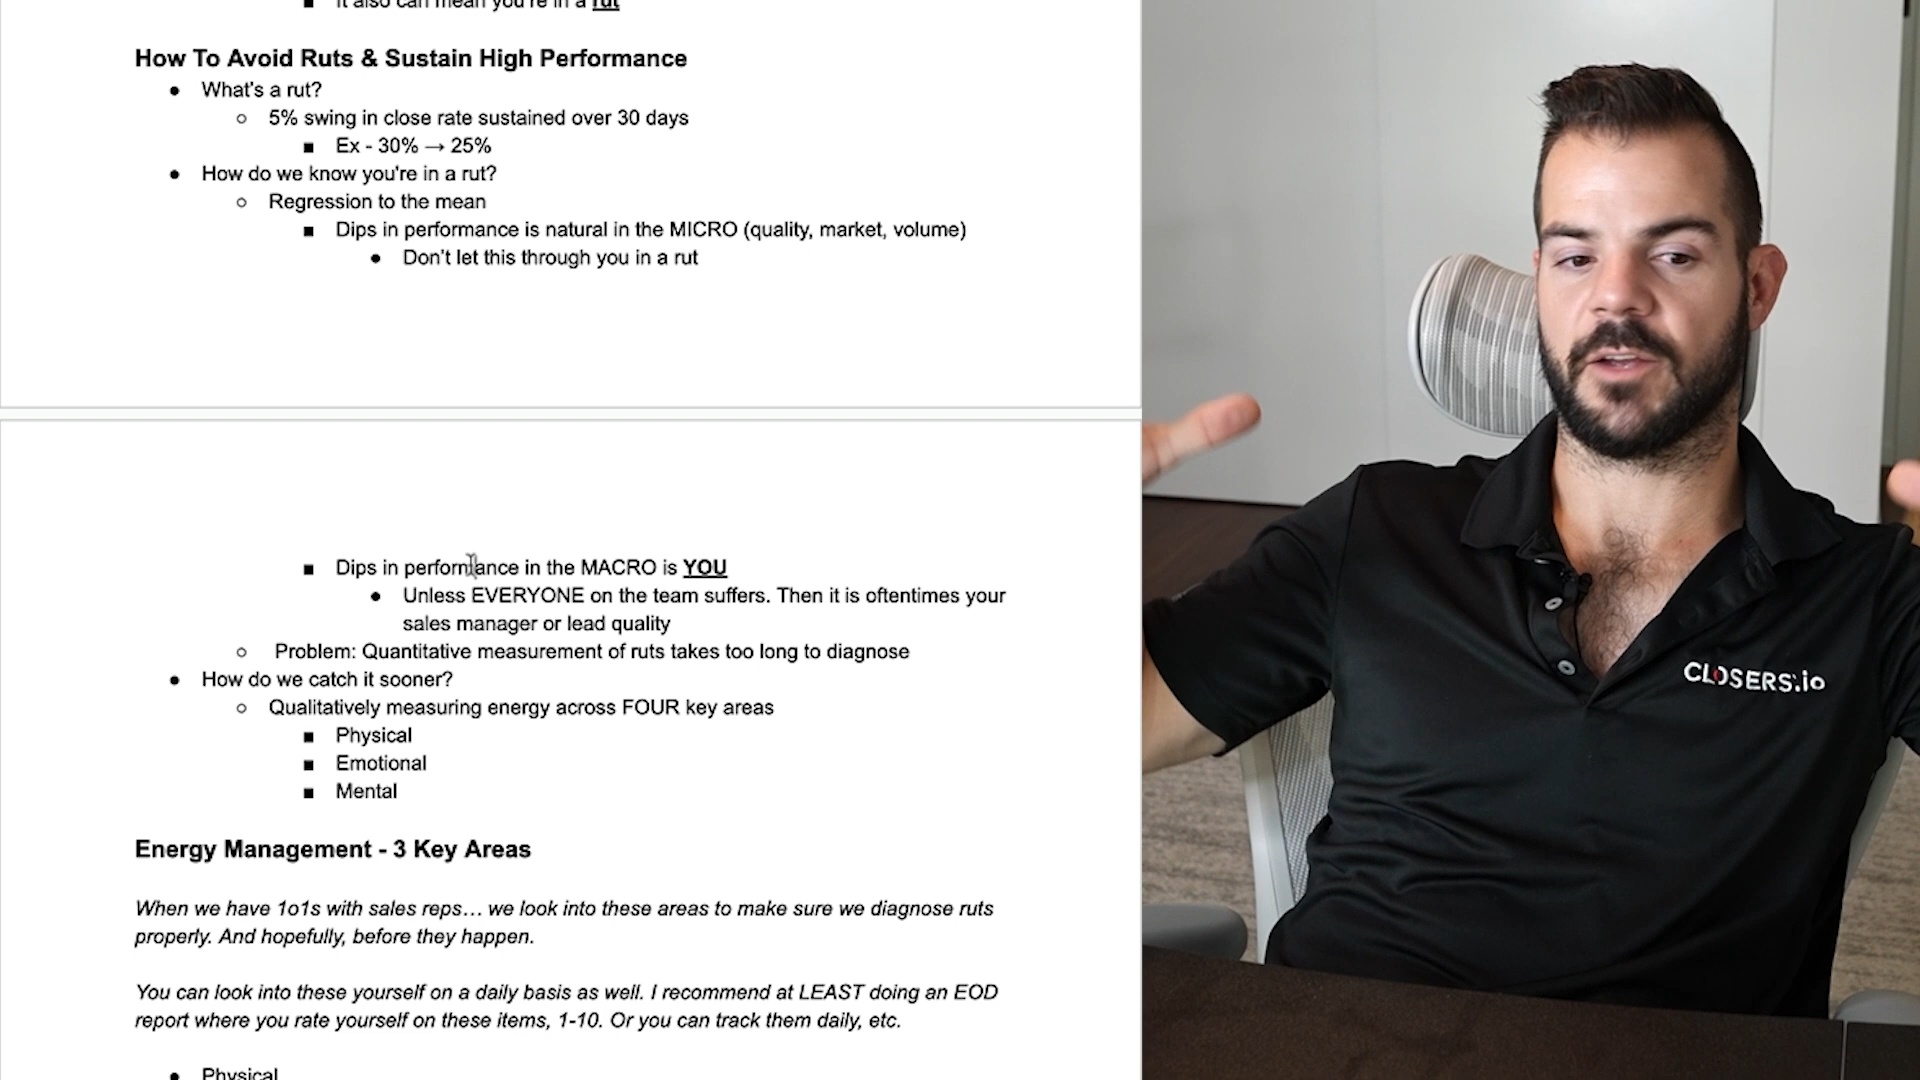 It also can mean you're in a rut
How To Avoid Ruts & Sustain High Performance
● What's a rut?
○ 5% swing in close rate sustained over 30 days
■ Ex - 30% → 25%
● How do we know you're in a rut?
○ Regression to the mean
■ Dips in performance is natural in the MICRO (quality, market, volume)
● Don't let this through you in a rut
■ Dips in performance in the MACRO is YOU
● Unless EVERYONE on the team suffers. Then it is oftentimes your
sales manager or lead quality
○ Problem: Quantitative measurement of ruts takes too long to diagnose
● How do we catch it sooner?
○ Qualitatively measuring energy across FOUR key areas
■ Physical
■ Emotional
■ Mental
Energy Management - 3 Key Areas
When we have 1o1s with sales reps… we look into these areas to make sure we diagnose ruts
properly. And hopefully, before they happen.
You can look into these yourself on a daily basis as well. I recommend at LEAST doing an EOD
report where you rate yourself on these items, 1-10. Or you can track them daily, etc.
● Physical
CLOSERS.io